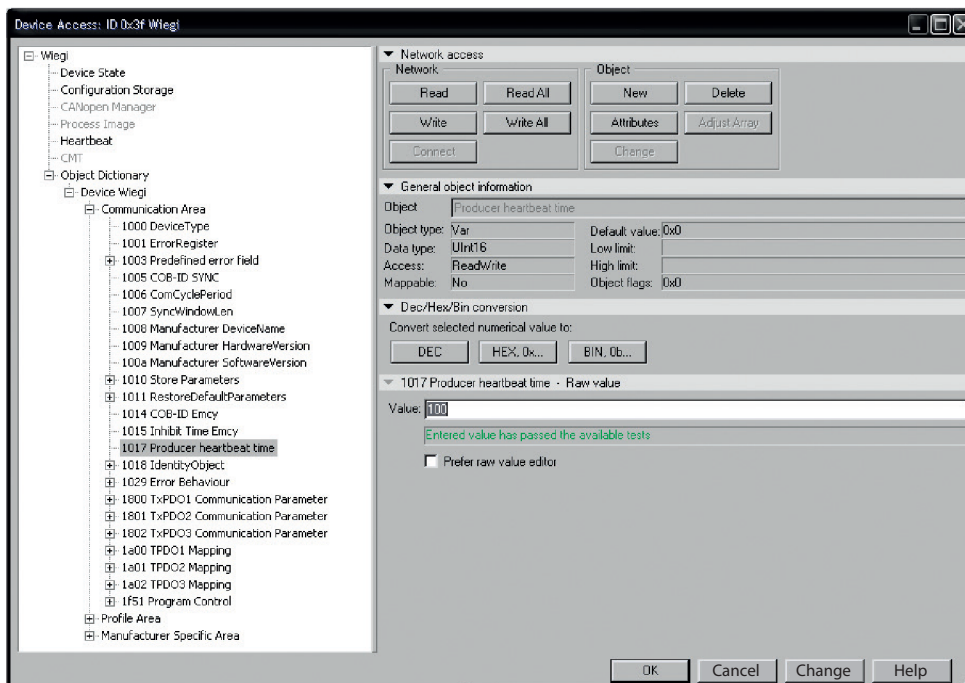 Device Access: ID 0x3f Wiegi
Wiegi
Device State
Configuration Storage
CANopen Manager
Process Image
Heartbeat
CMT
Object Dictionary
Device Wiegi
Communication Area
1000 DeviceType
1001 ErrorRegister
1003 Predefined error field
1005 COB-ID SYNC
1006 ComCyclePeriod
1007 SyncWindowLen
1008 Manufacturer DeviceName
1009 Manufacturer HardwareVersion
100a Manufacturer SoftwareVersion
1010 Store Parameters
1011 RestoreDefaultParameters
1014 COB-ID Emcy
1015 Inhibit Time Emcy
1017 Producer heartbeat time
1018 IdentityObject
1029 Error Behaviour
1800 TxPDO1 Communication Parameter
1801 TxPDO2 Communication Parameter
1802 TxPDO3 Communication Parameter
1a00 TPDO1 Mapping
1a01 TPDO2 Mapping
1a02 TPDO3 Mapping
1f51 Program Control
Profile Area
Manufacturer Specific Area
Network access
Network Object
Read Read All New Delete
Write Write All Attributes Adjust Array
Connect Change
General object information
Object Producer heartbeat time
Object type: Var Default value: 0x0
Data type: UInt16 Low limit:
Access: ReadWrite High limit:
Mappable: No Object flags: 0x0
Dec/Hex/Bin conversion
Convert selected numerical value to:
DEC HEX, 0x... BIN, 0b...
1017 Producer heartbeat time - Raw value
Value: 100
Entered value has passed the available tests
Prefer raw value editor
OK Cancel Change Help